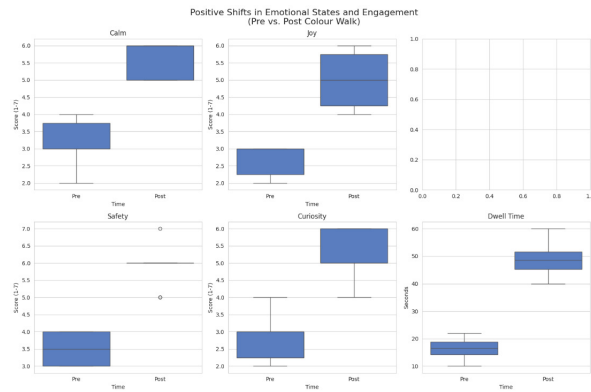 Positive Shifts in Emotional States and Engagement
(Pre vs. Post Colour Walk)
Calm
Score (1-7)
6.0
5.5
5.0
4.5
4.0
3.5
3.0
2.5
2.0
Pre
Post
Time
Joy
Score (1-7)
6.0
5.5
5.0
4.5
4.0
3.5
3.0
2.5
2.0
Pre
Post
Time
1.0
0.8
0.6
0.4
0.2
0.0
0.0
0.2
0.4
0.6
0.8
1.
Safety
Score (1-7)
7.0
6.5
6.0
5.5
5.0
4.5
4.0
3.5
3.0
Pre
Post
Time
Curiosity
Score (1-7)
6.0
5.5
5.0
4.5
4.0
3.5
3.0
2.5
2.0
Pre
Post
Time
Dwell Time
Seconds
60
50
40
30
20
10
Pre
Post
Time